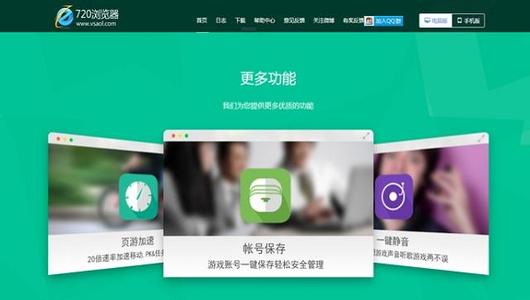 720浏览器
www.vsaol.com
首页 日志 下载 帮助中心 意见反馈 关注微博 有奖反馈 加入QQ群 电脑版 手机版
更多功能
我们为您提供更多优质的功能
页游加速
20倍速率加速移动. PK&任
帐号保存
游戏账号一键保存轻松安全管理
一键静音
游戏声音听歌游戏两不误